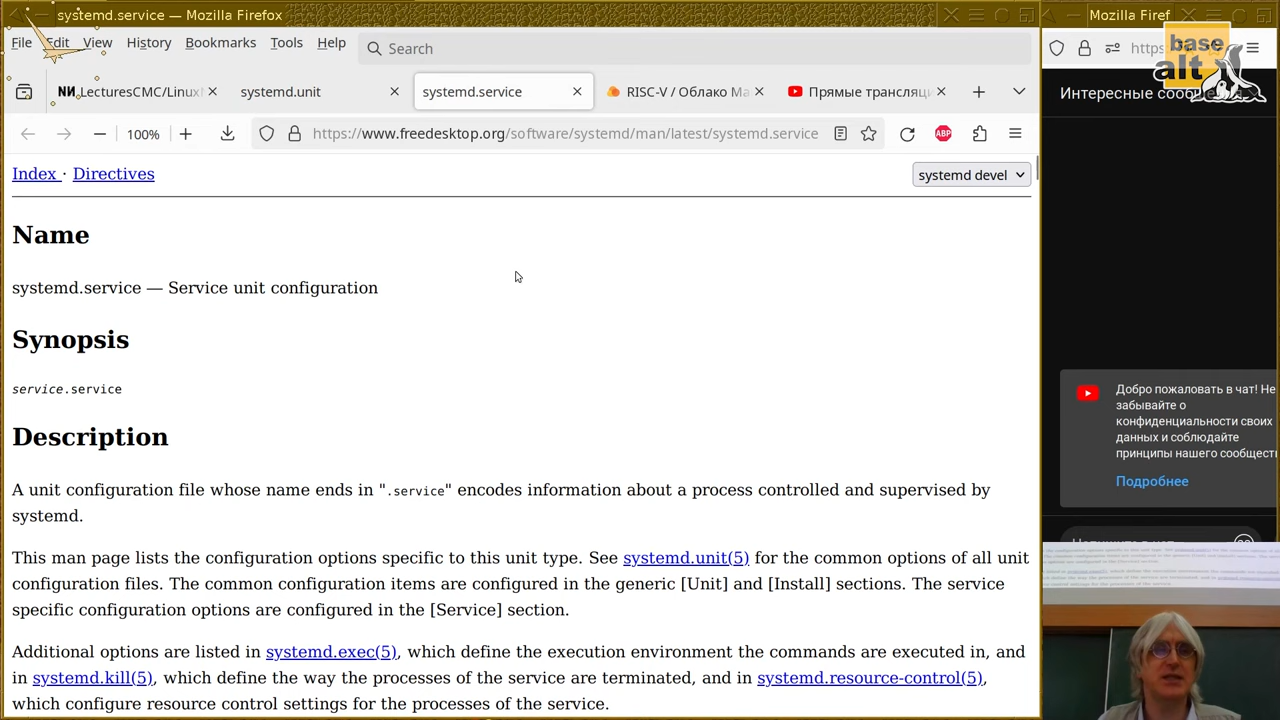 systemd.service — Mozilla Firefox
File Edit View History Bookmarks Tools Help
Search
LecturesCMC/Linux
systemd.unit
systemd.service
RISC-V / Облако Ma
Прямые трансляц
100%
https://www.freedesktop.org/software/systemd/man/latest/systemd.service
ABP
Index · Directives
systemd devel
Name
systemd.service — Service unit configuration
Synopsis
service.service
Description
A unit configuration file whose name ends in ".service" encodes information about a process controlled and supervised by
systemd.
This man page lists the configuration options specific to this unit type. See systemd.unit(5) for the common options of all unit
configuration files. The common configuration items are configured in the generic [Unit] and [Install] sections. The service
specific configuration options are configured in the [Service] section.
Additional options are listed in systemd.exec(5), which define the execution environment the commands are executed in, and
in systemd.kill(5), which define the way the processes of the service are terminated, and in systemd.resource-control(5),
which configure resource control settings for the processes of the service.
Mozilla Firef
https
base
alt
Интересные сооб
Добро пожаловать в чат! Не
забывайте о
конфиденциальности своих
данных и соблюдайте
принципы нашего сообщест
Подробнее